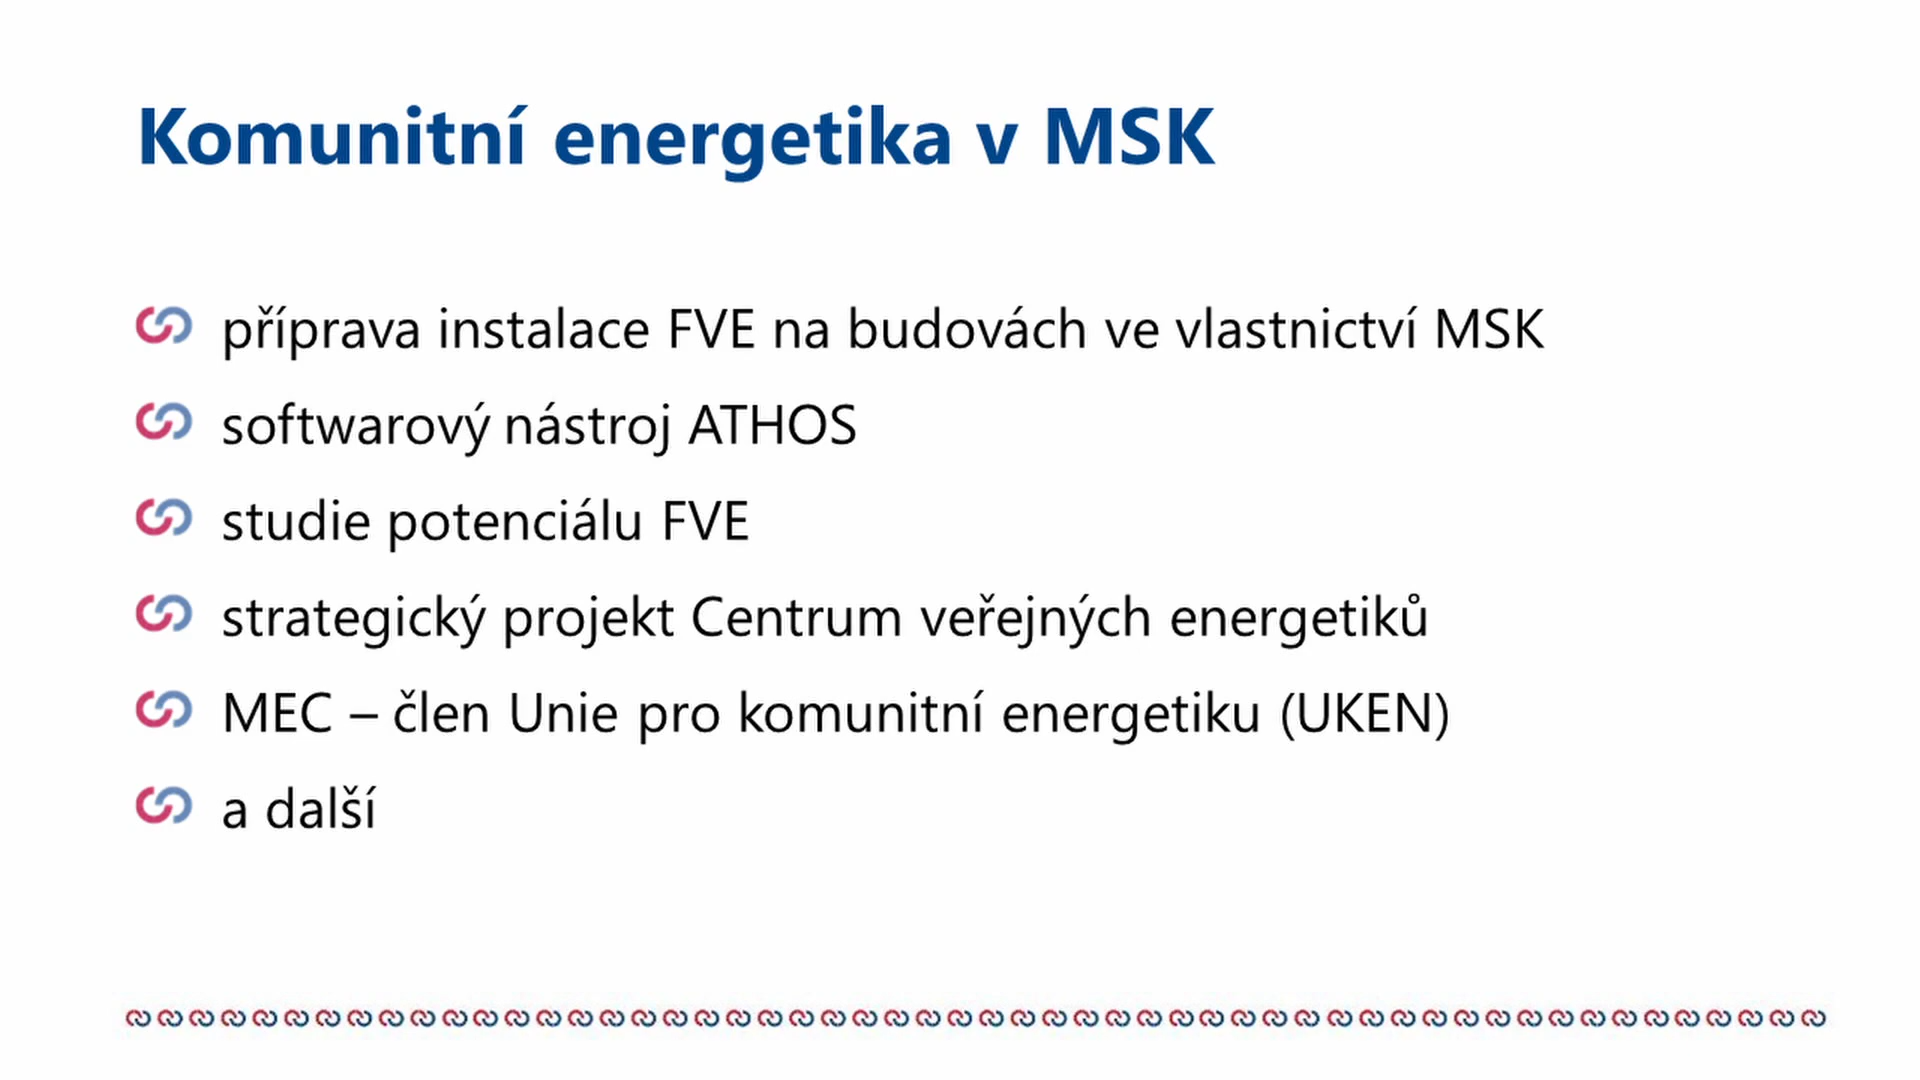 Komunitní energetika v MSK
příprava instalace FVE na budovách ve vlastnictví MSK
softwarový nástroj ATHOS
studie potenciálu FVE
strategický projekt Centrum veřejných energetiků
MEC – člen Unie pro komunitní energetiku (UKEN)
a další